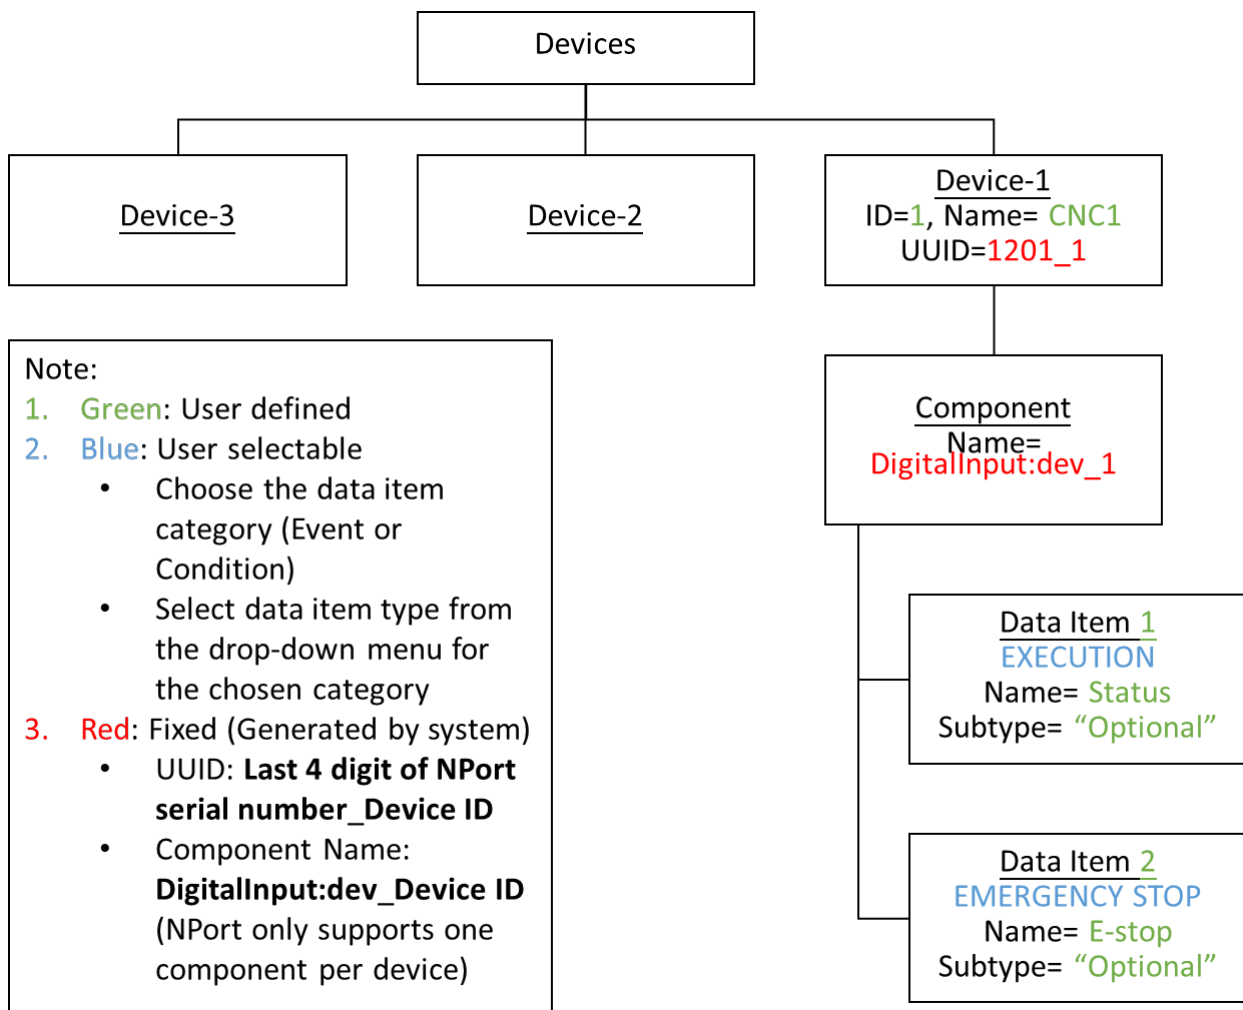 Devices
Device-3
Device-2
Device-1
ID=1, Name= CNC1
UUID=1201_1
Component
Name=
DigitalInput:dev_1
Data Item 1
EXECUTION
Name= Status
Subtype= “Optional”
Data Item 2
EMERGENCY STOP
Name= E-stop
Subtype= “Optional”
Note:
1. Green: User defined
2. Blue: User selectable
• Choose the data item
category (Event or
Condition)
• Select data item type from
the drop-down menu for
the chosen category
3. Red: Fixed (Generated by system)
• UUID: Last 4 digit of NPort
serial number_Device ID
• Component Name:
DigitalInput:dev_Device ID
(NPort only supports one
component per device)